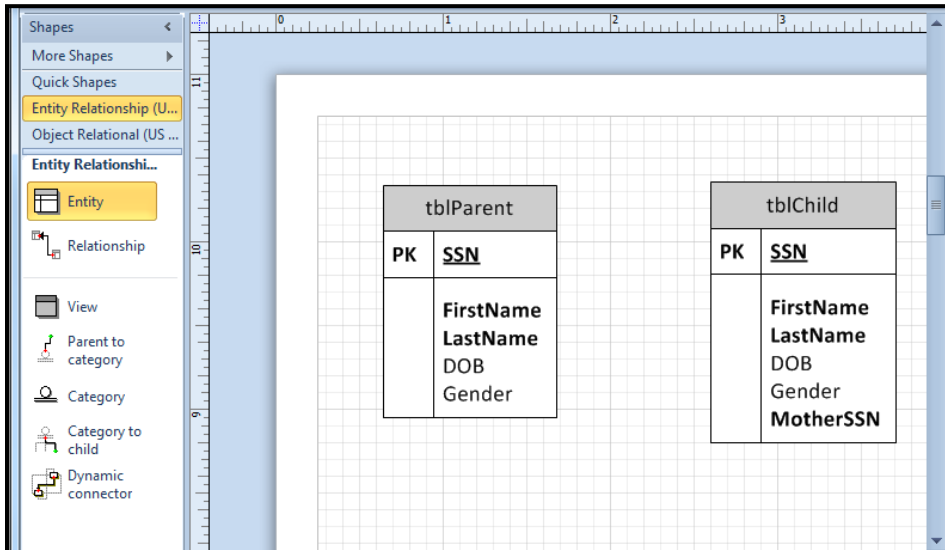 Shapes
More Shapes
Quick Shapes
Entity Relationship (U...
Object Relational (US ...
Entity Relationshi...
Entity
Relationship
View
Parent to
category
Category
Category to
child
Dynamic
connector
0 1 2 3
11
10
9
tblParent
PK SSN
FirstName
LastName
DOB
Gender
tblChild
PK SSN
FirstName
LastName
DOB
Gender
MotherSSN